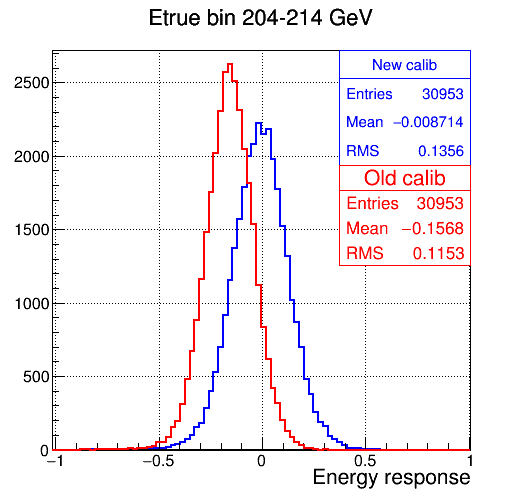 Etrue bin 204-214 GeV
New calib
Entries 30953
Mean −0.008714
RMS 0.1356
Old calib
Entries 30953
Mean −0.1568
RMS 0.1153
2500
2000
1500
1000
500
0
−1 −0.5 0 0.5 1
Energy response